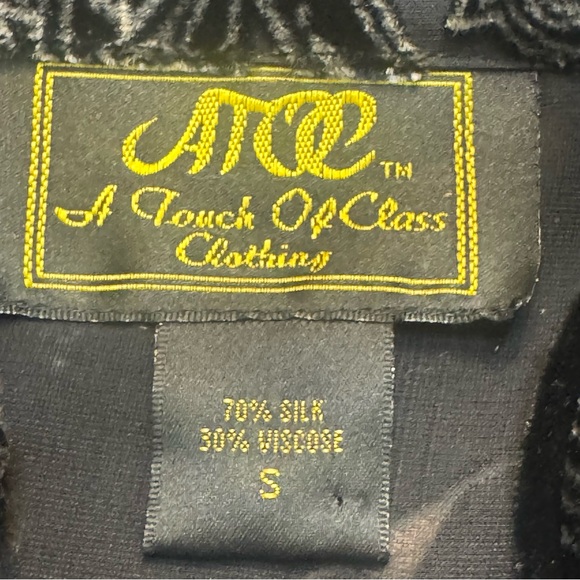 ATOC™
A Touch Of Class
Clothing
70% SILK
30% VISCOSE
S